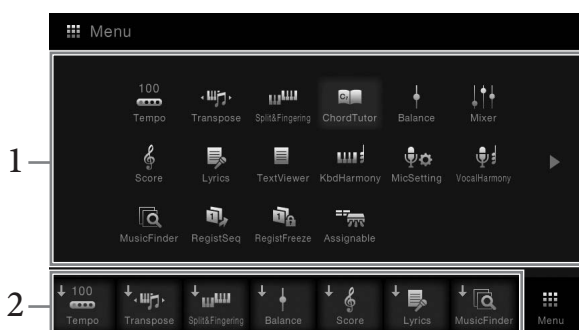 Menu
1
100
Tempo Transpose Split&Fingering ChordTutor Balance Mixer
Score Lyrics TextViewer KbdHarmony MicSetting VocalHarmony
MusicFinder RegistSeq RegistFreeze Assignable
2
100
Tempo Transpose Split&Fingering Balance Score Lyrics MusicFinder Menu